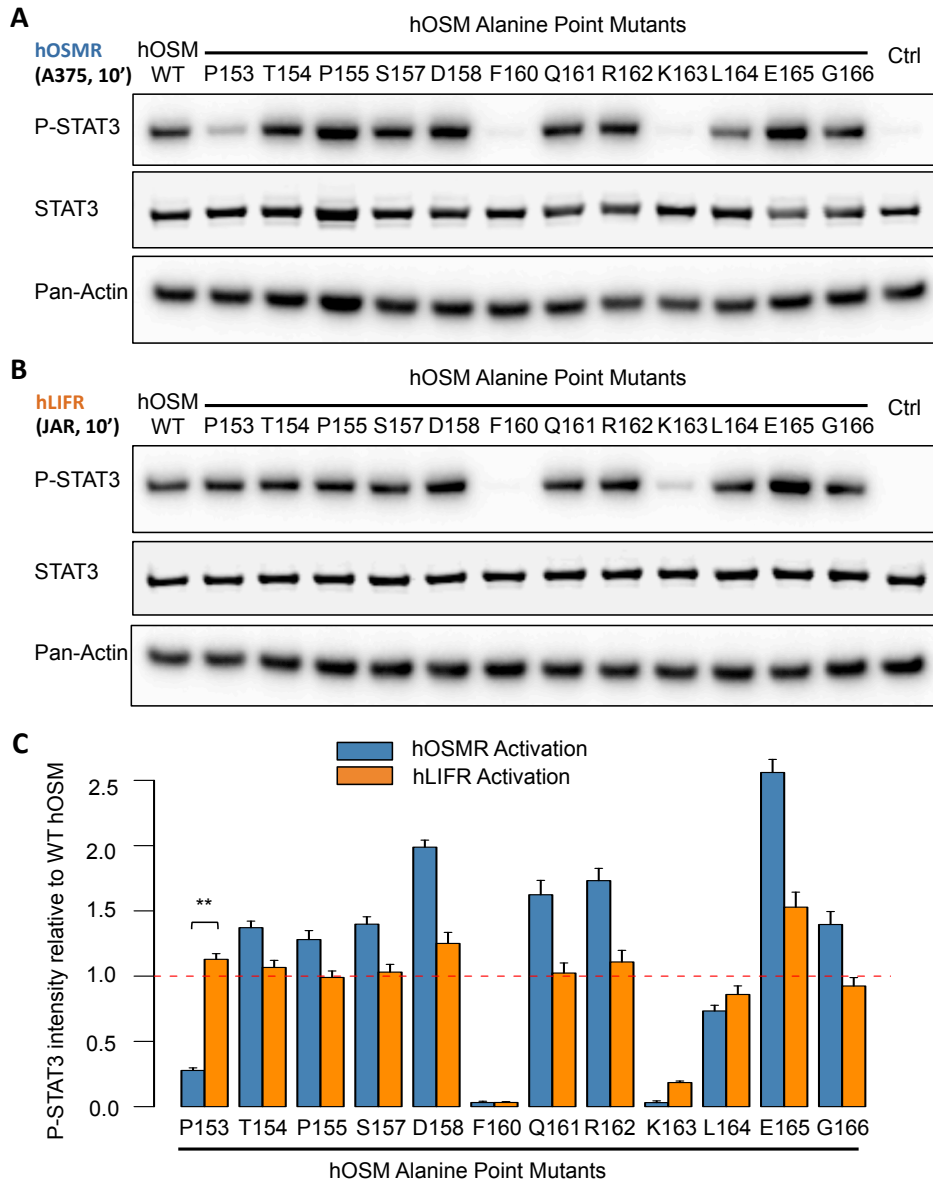 A
hOSM Alanine Point Mutants
hOSMR
(A375, 10’)
hOSM
WT P153 T154 P155 S157 D158 F160 Q161 R162 K163 L164 E165 G166 Ctrl
P-STAT3
STAT3
Pan-Actin
B
hOSM Alanine Point Mutants
hLIFR
(JAR, 10’)
hOSM
WT P153 T154 P155 S157 D158 F160 Q161 R162 K163 L164 E165 G166 Ctrl
P-STAT3
STAT3
Pan-Actin
C
hOSMR Activation
hLIFR Activation
P-STAT3 intensity relative to WT hOSM
2.5
2.0
1.5
1.0
0.5
0.0
**
P153 T154 P155 S157 D158 F160 Q161 R162 K163 L164 E165 G166
hOSM Alanine Point Mutants